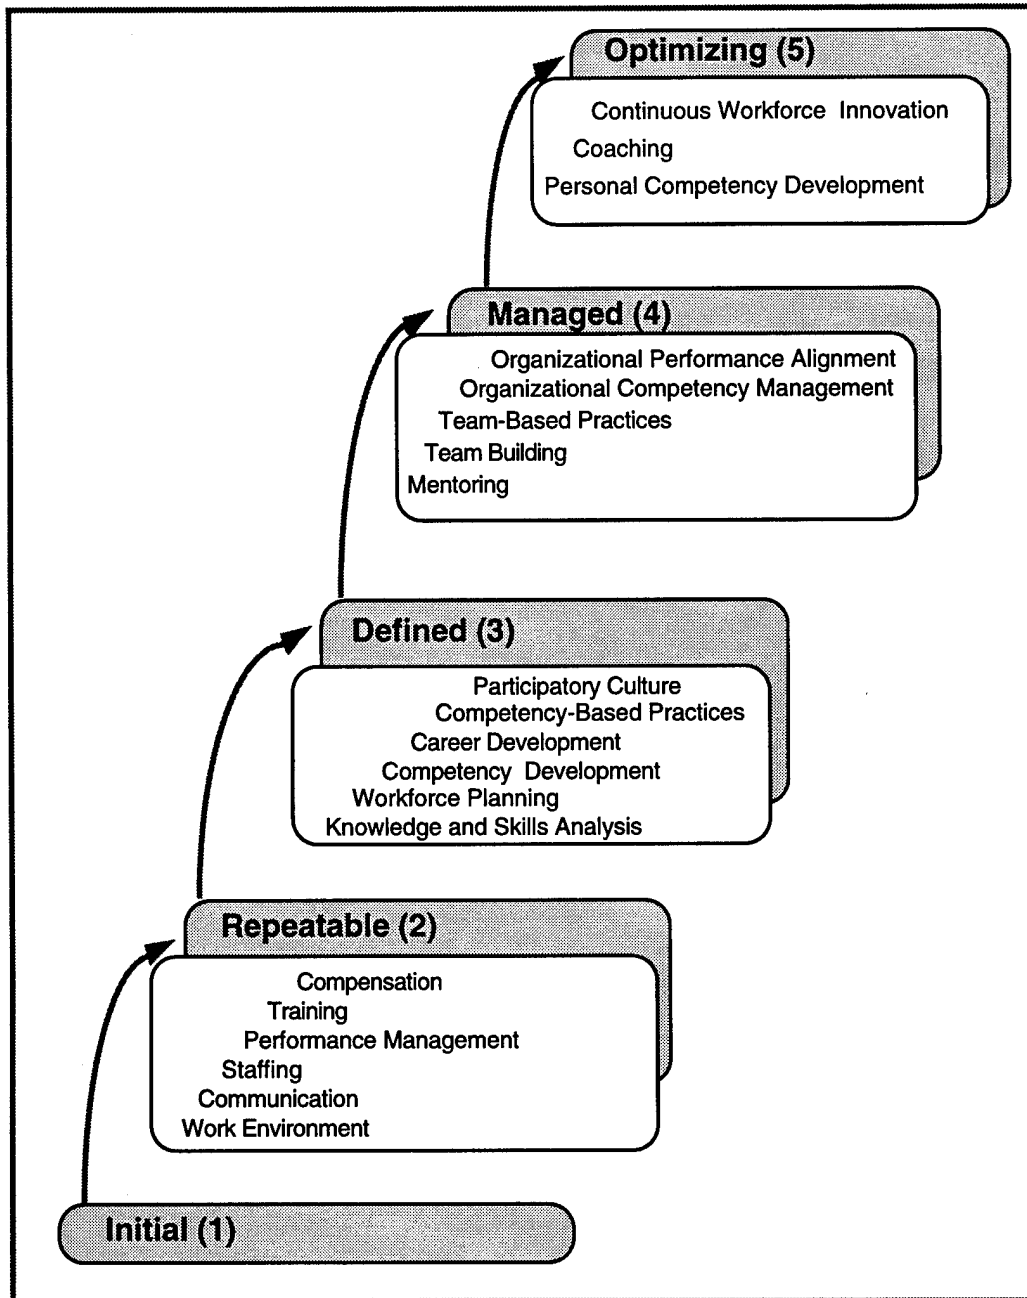 Optimizing (5)
Continuous Workforce Innovation
Coaching
Personal Competency Development
Managed (4)
Organizational Performance Alignment
Organizational Competency Management
Team-Based Practices
Team Building
Mentoring
Defined (3)
Participatory Culture
Competency-Based Practices
Career Development
Competency Development
Workforce Planning
Knowledge and Skills Analysis
Repeatable (2)
Compensation
Training
Performance Management
Staffing
Communication
Work Environment
Initial (1)